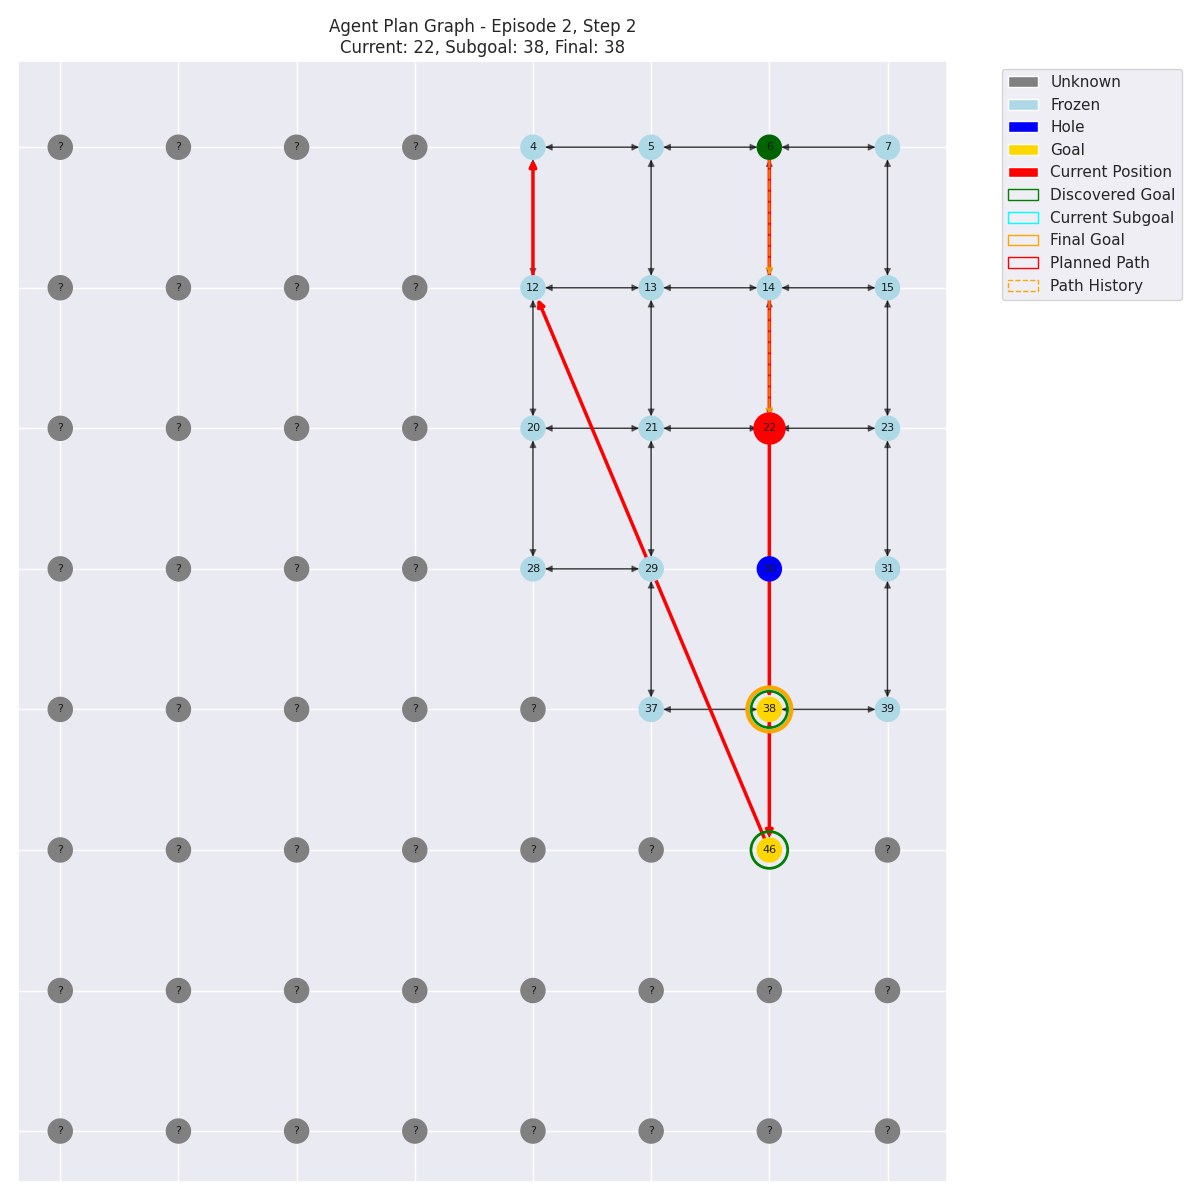 Agent Plan Graph - Episode 2, Step 2
Current: 22, Subgoal: 38, Final: 38
Unknown
Frozen
Hole
Goal
Current Position
Discovered Goal
Current Subgoal
Final Goal
Planned Path
Path History
? ? ? ? 4 5 6 7
? ? ? ? 12 13 14 15
? ? ? ? 20 21 22 23
? ? ? ? 28 29 30 31
? ? ? ? ? 37 38 39
? ? ? ? ? ? 46 ?
? ? ? ? ? ? ? ?
? ? ? ? ? ? ? ?